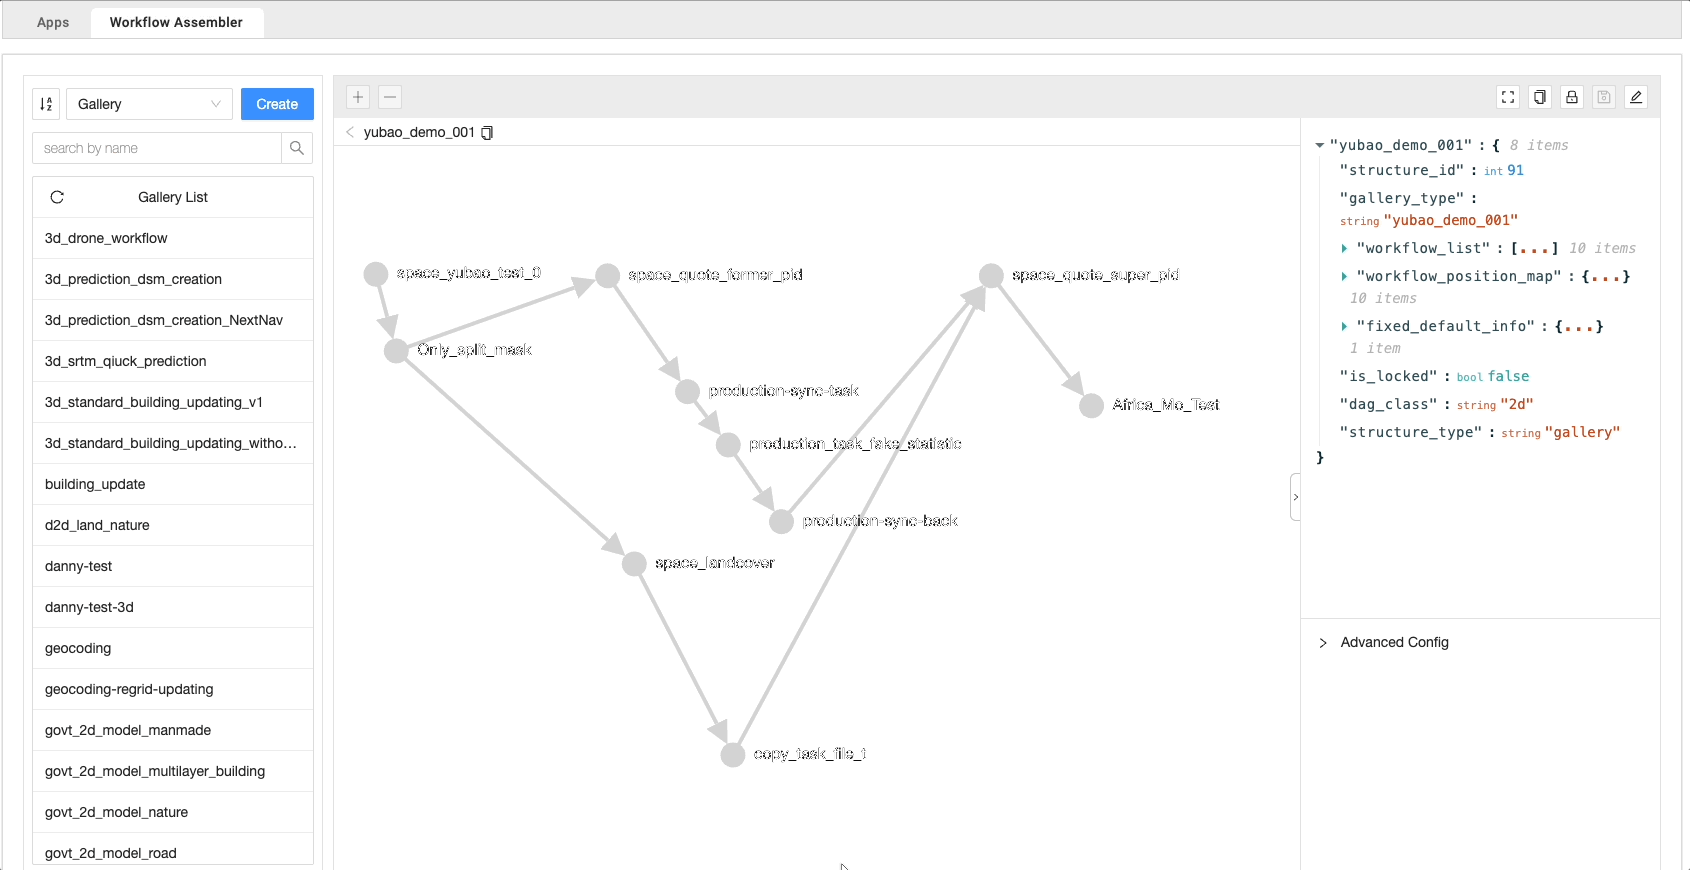 Apps
Workflow Assembler
Gallery
Create
search by name
Gallery List
3d_drone_workflow
3d_prediction_dsm_creation
3d_prediction_dsm_creation_NextNav
3d_srtm_qiuck_prediction
3d_standard_building_updating_v1
3d_standard_building_updating_witho...
building_update
d2d_land_nature
danny-test
danny-test-3d
geocoding
geocoding-regrid-updating
govt_2d_model_manmade
govt_2d_model_multilayer_building
govt_2d_model_nature
govt_2d_model_road
yubao_demo_001
space_yubao_test_0
space_quote_former_pld
space_quote_super_pld
Only_split_mask
production-sync-task
Africa_Mo_Test
production_task_fake_statistic
production-sync-back
space_landcover
copy_task_file_t
"yubao_demo_001" : { 8 items
"structure_id" : int 91
"gallery_type" :
string "yubao_demo_001"
"workflow_list" : [...] 10 items
"workflow_position_map" : {...}
10 items
"fixed_default_info" : {...}
1 item
"is_locked" : bool false
"dag_class" : string "2d"
"structure_type" : string "gallery"
}
Advanced Config